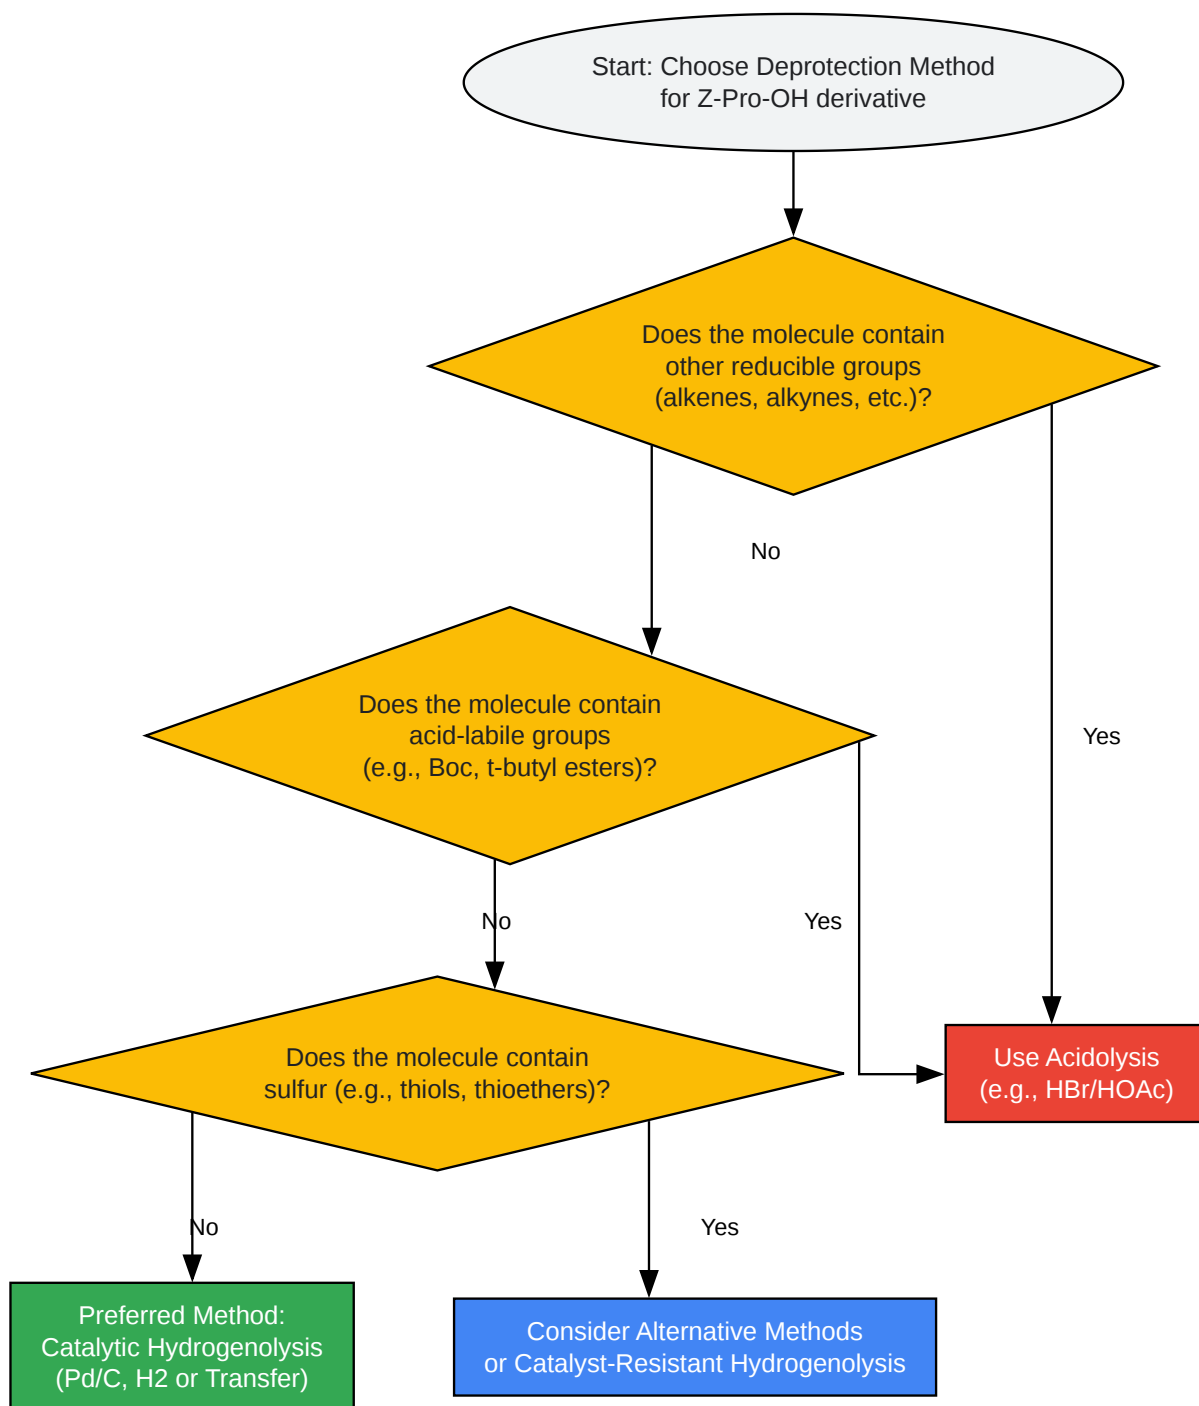 Start: Choose Deprotection Method
for Z-Pro-OH derivative
Does the molecule contain
other reducible groups
(alkenes, alkynes, etc.)?
No
Yes
Does the molecule contain
acid-labile groups
(e.g., Boc, t-butyl esters)?
No
Yes
Does the molecule contain
sulfur (e.g., thiols, thioethers)?
Use Acidolysis
(e.g., HBr/HOAc)
No
Yes
Preferred Method:
Catalytic Hydrogenolysis
(Pd/C, H2 or Transfer)
Consider Alternative Methods
or Catalyst-Resistant Hydrogenolysis